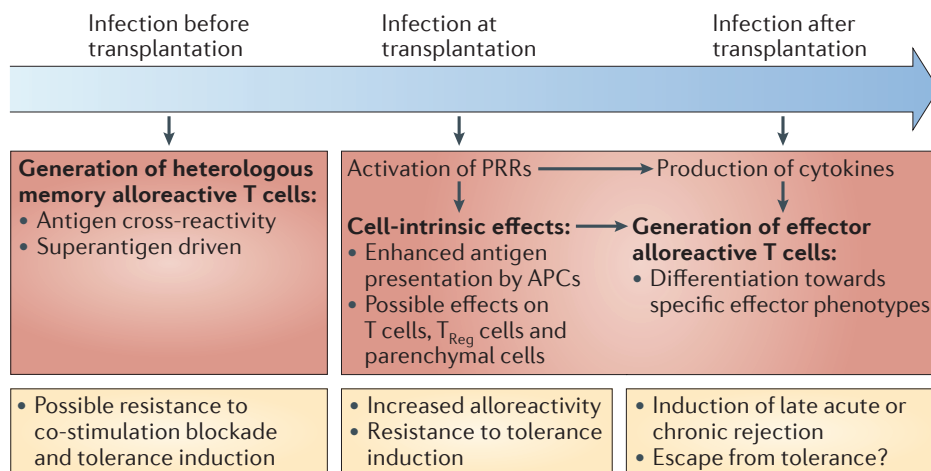 Infection before
transplantation
Infection at
transplantation
Infection after
transplantation
Generation of heterologous
memory alloreactive T cells:
• Antigen cross-reactivity
• Superantigen driven
Activation of PRRs
Production of cytokines
Cell-intrinsic effects:
• Enhanced antigen
presentation by APCs
• Possible effects on
T cells, TReg cells and
parenchymal cells
Generation of effector
alloreactive T cells:
• Differentiation towards
specific effector phenotypes
• Possible resistance to
co-stimulation blockade
and tolerance induction
• Increased alloreactivity
• Resistance to tolerance
induction
• Induction of late acute or
chronic rejection
• Escape from tolerance?